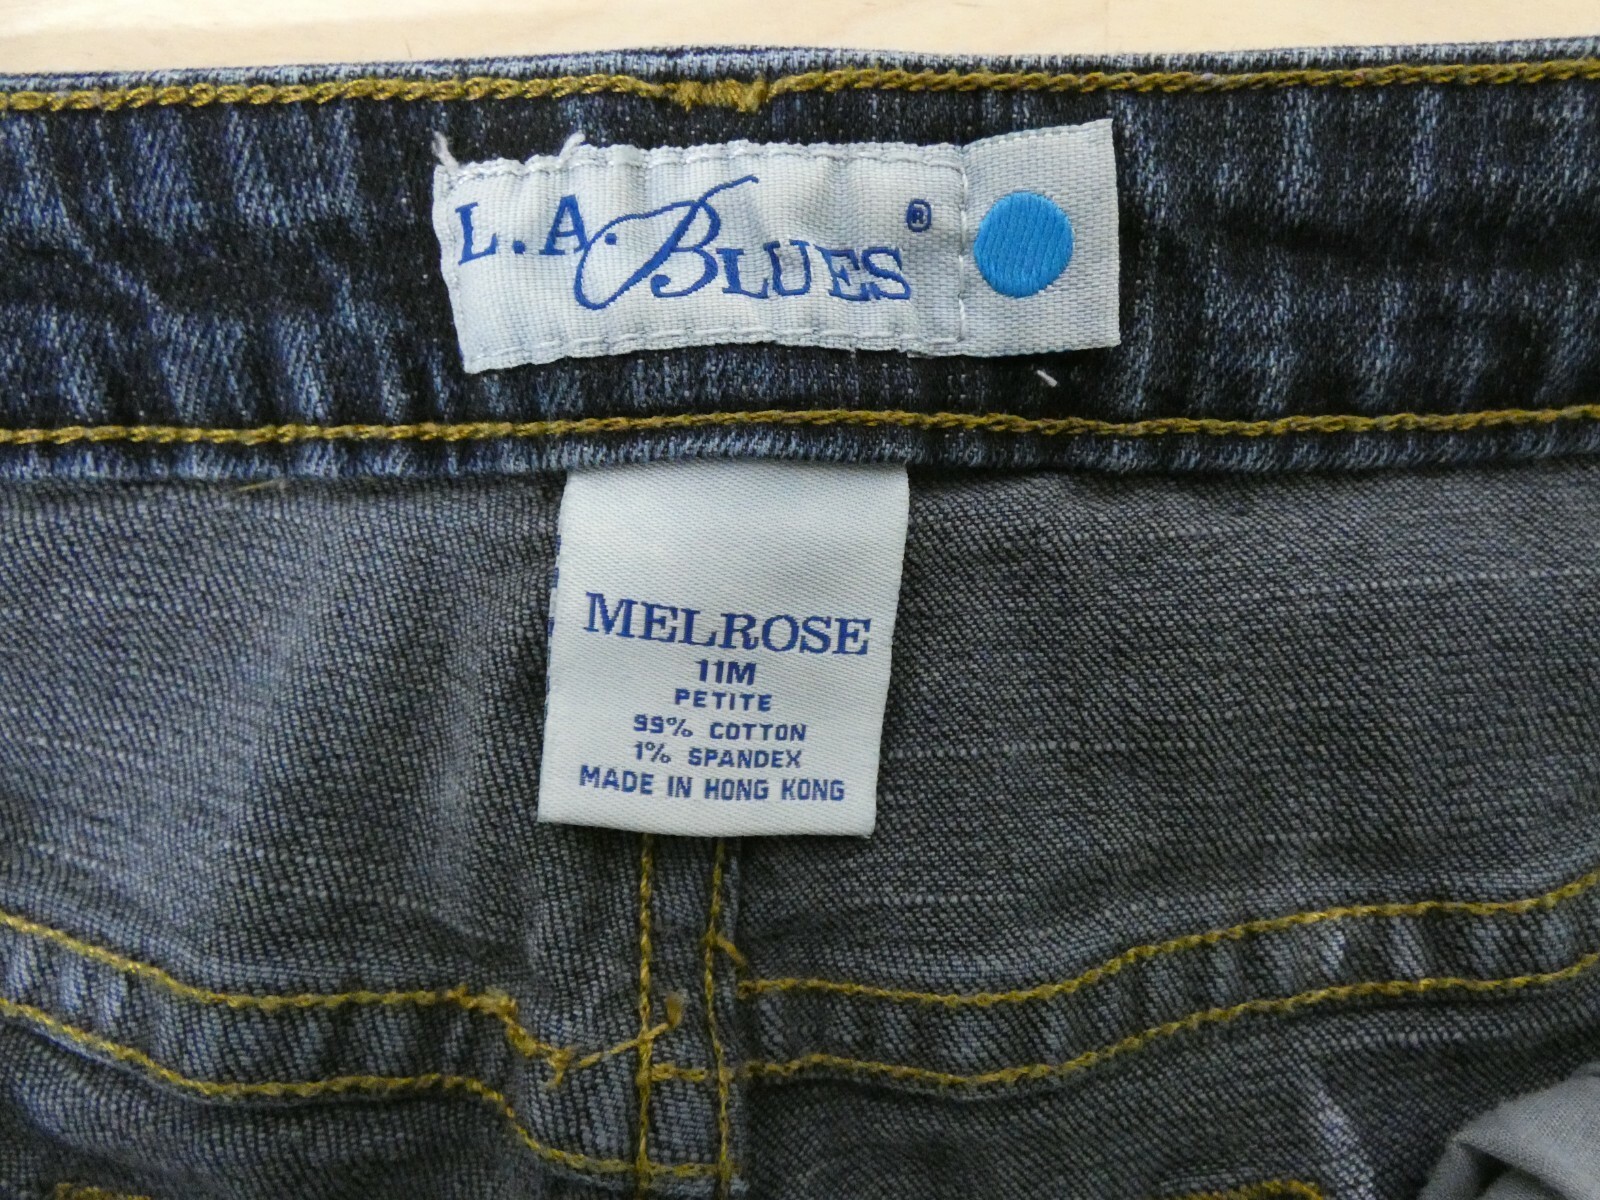 L.A. BLUES®
MELROSE
11M
PETITE
99% COTTON
1% SPANDEX
MADE IN HONG KONG